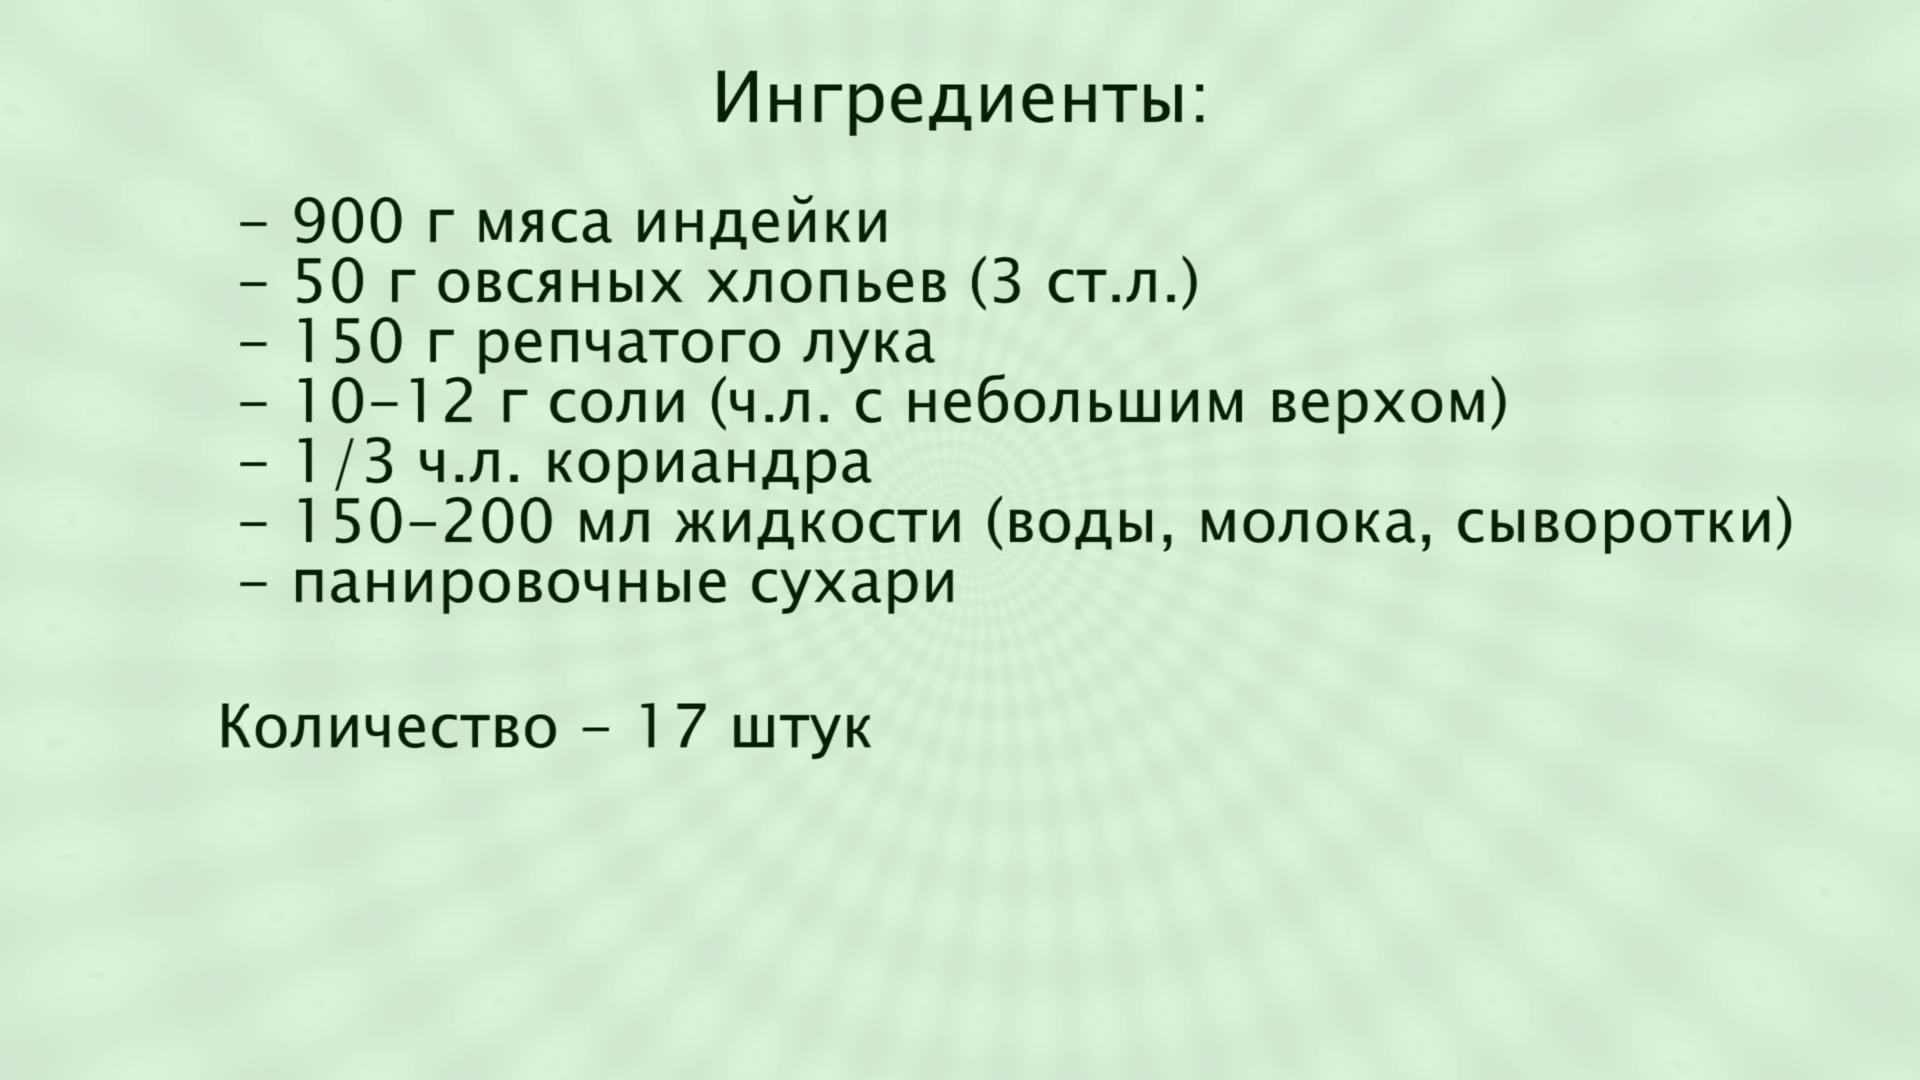 Ингредиенты:
- 900 г мяса индейки
- 50 г овсяных хлопьев (3 ст.л.)
- 150 г репчатого лука
- 10-12 г соли (ч.л. с небольшим верхом)
- 1/3 ч.л. кориандра
- 150-200 мл жидкости (воды, молока, сыворотки)
- панировочные сухари
Количество - 17 штук